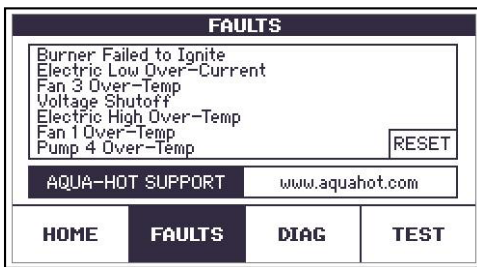 FAULTS
Burner Failed to Ignite
Electric Low Over-Current
Fan 3 Over-Temp
Voltage Shutoff
Electric High Over-Temp
Fan 1 Over-Temp
Pump 4 Over-Temp
RESET
AQUA-HOT SUPPORT www.aquahot.com
HOME FAULTS DIAG TEST